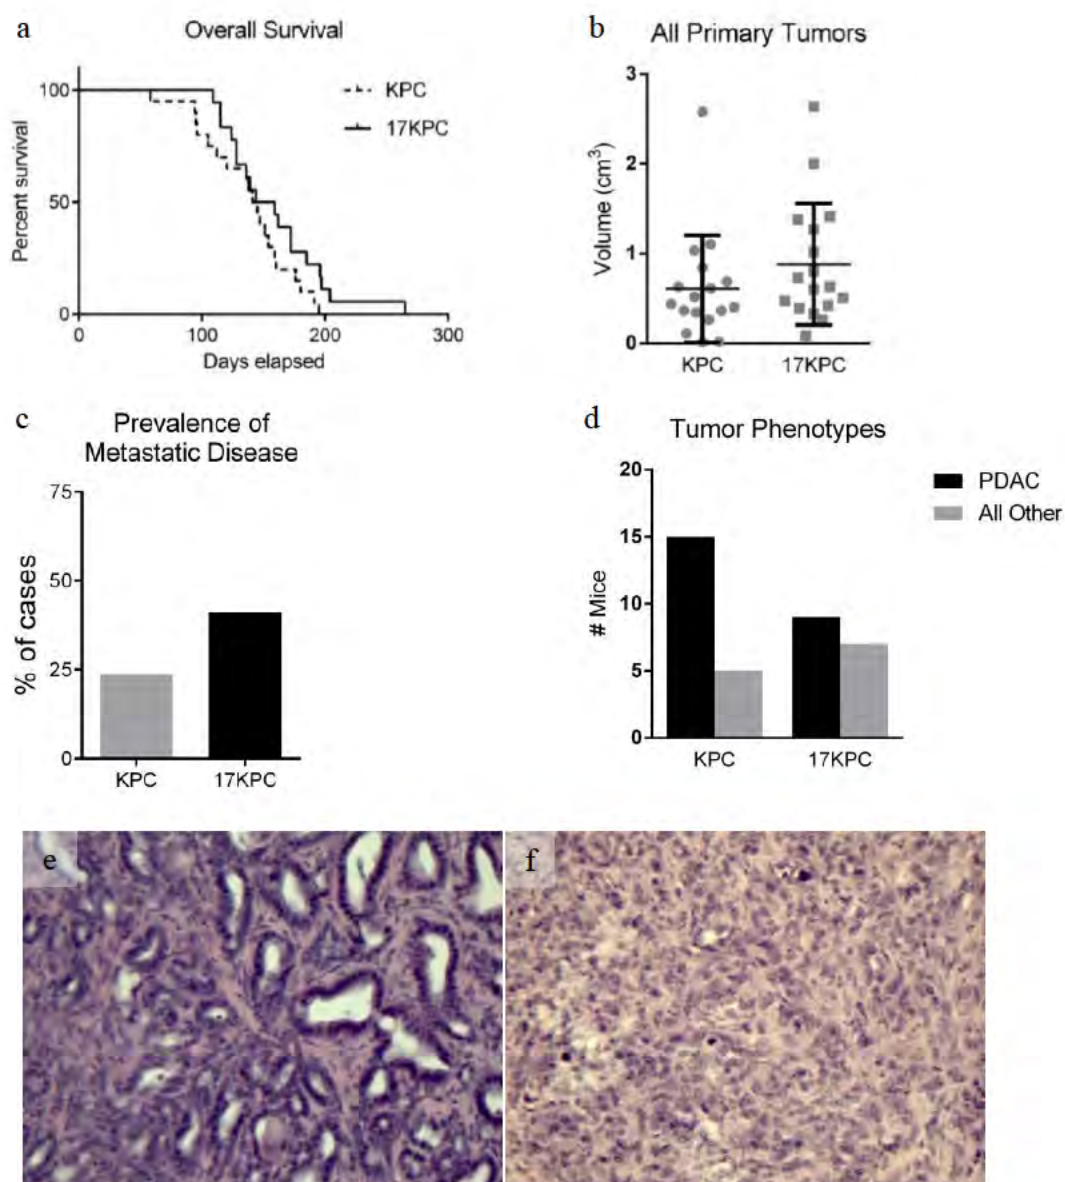 a
Overall Survival
KPC
17KPC
Percent survival
100
50
0
0 100 200 300
Days elapsed
b
All Primary Tumors
Volume (cm³)
3
2
1
0
KPC 17KPC
c
Prevalence of
Metastatic Disease
% of cases
75
50
25
0
KPC 17KPC
d
Tumor Phenotypes
PDAC
All Other
# Mice
20
15
10
5
0
KPC 17KPC
e
f